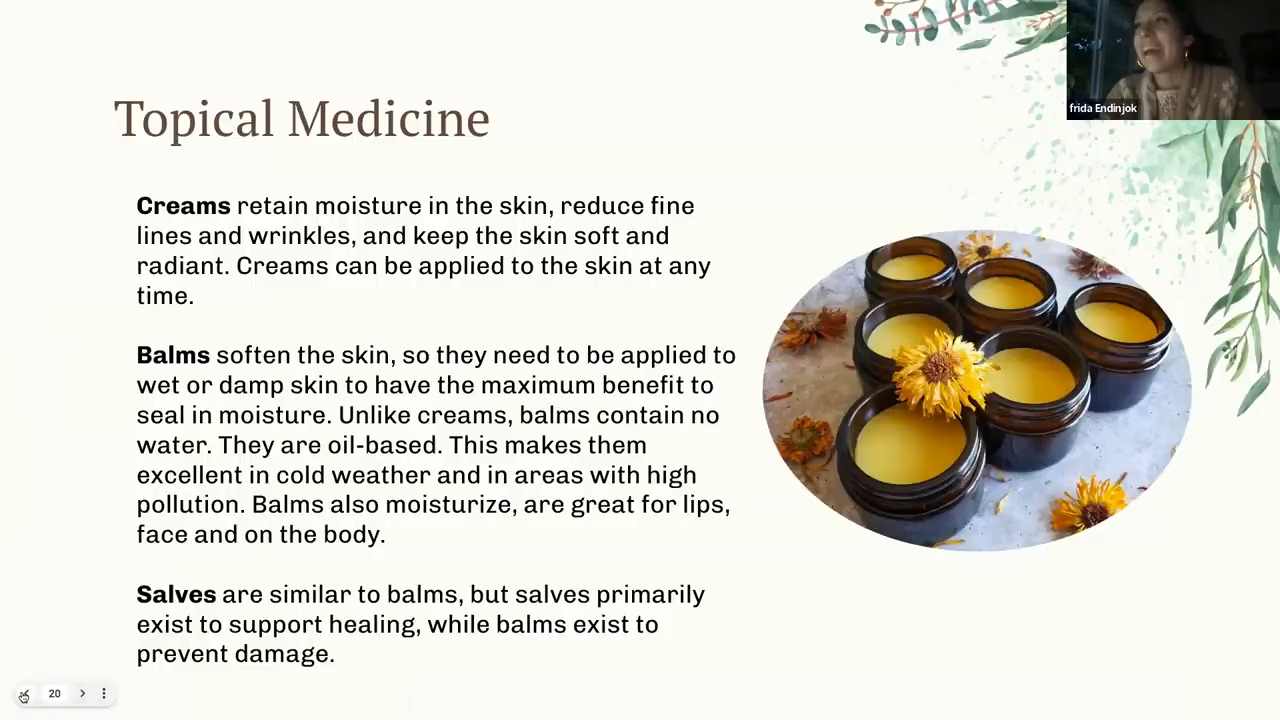 frida Endinjok
Topical Medicine
Creams retain moisture in the skin, reduce fine
lines and wrinkles, and keep the skin soft and
radiant. Creams can be applied to the skin at any
time.
Balms soften the skin, so they need to be applied to
wet or damp skin to have the maximum benefit to
seal in moisture. Unlike creams, balms contain no
water. They are oil-based. This makes them
excellent in cold weather and in areas with high
pollution. Balms also moisturize, are great for lips,
face and on the body.
Salves are similar to balms, but salves primarily
exist to support healing, while balms exist to
prevent damage.
20